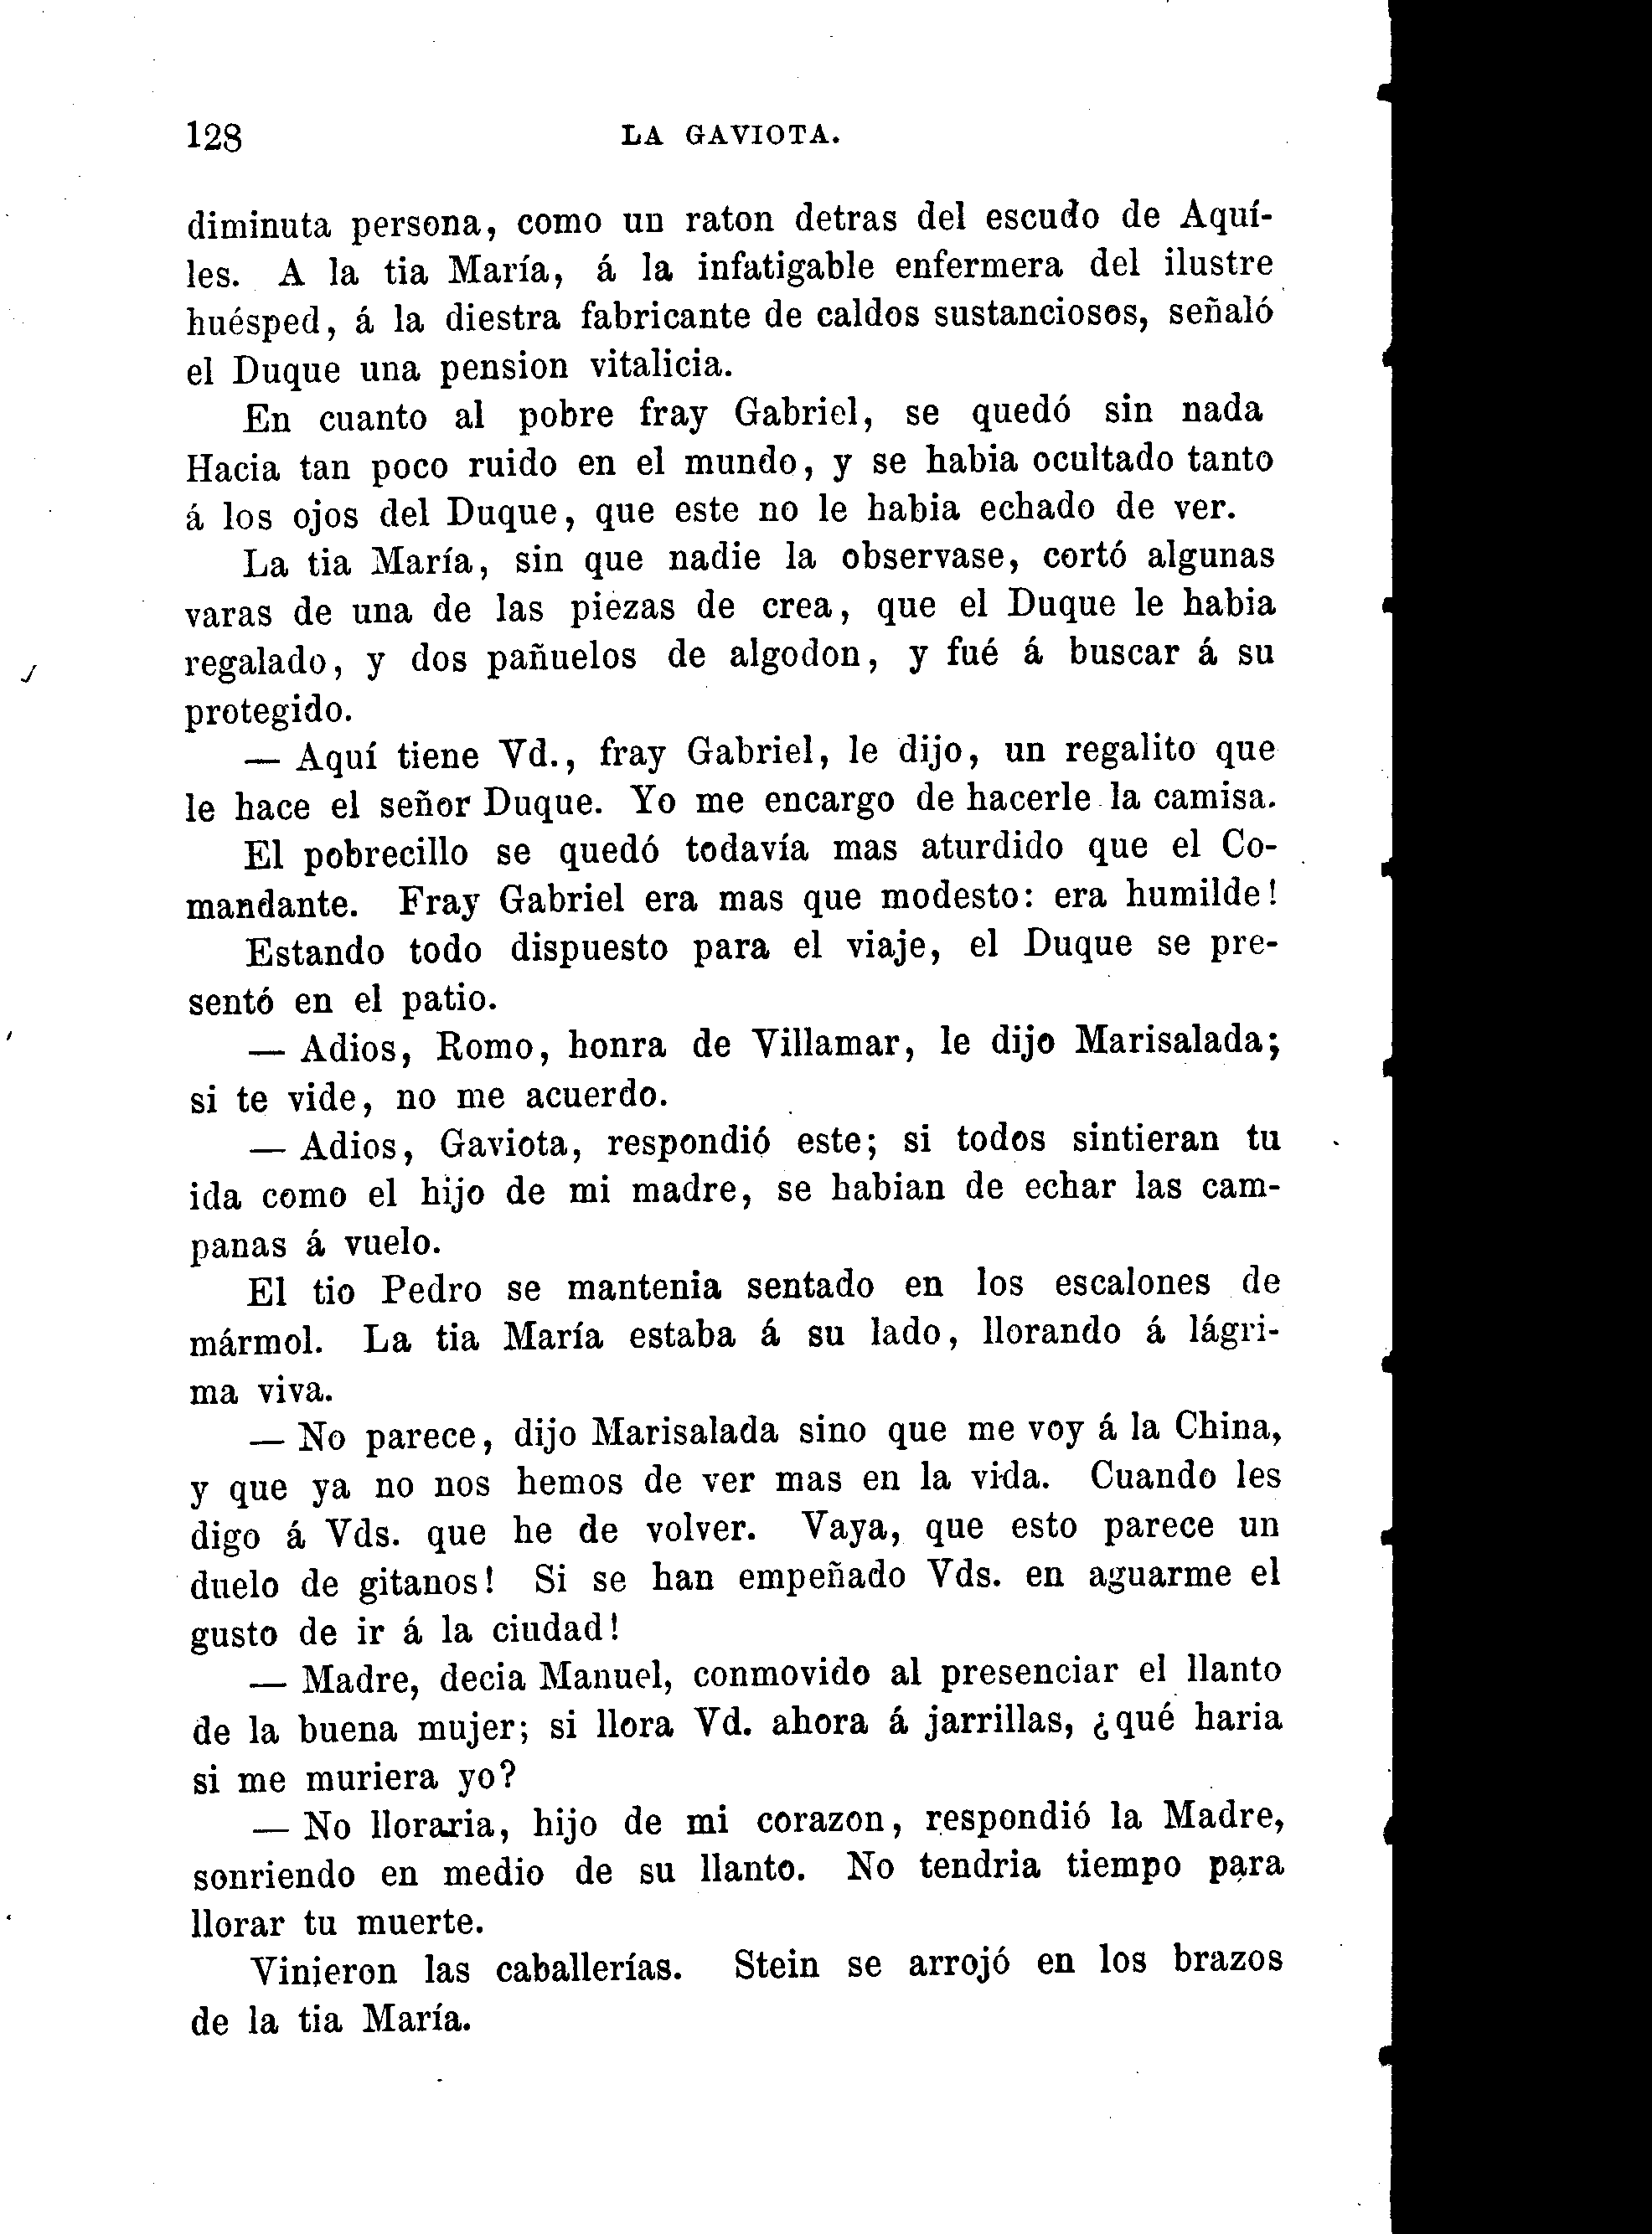 128 LA GAVIOTA.
diminuta persona, como un raton detras del escudo de Aquí-
les. A la tia María, á la infatigable enfermera del ilustre
huésped, á la diestra fabricante de caldos sustanciosos, señaló
el Duque una pension vitalicia.
En cuanto al pobre fray Gabriel, se quedó sin nada
Hacia tan poco ruido en el mundo, y se habia ocultado tanto
á los ojos del Duque, que este no le habia echado de ver.
La tia María, sin que nadie la observase, cortó algunas
varas de una de las piezas de crea, que el Duque le habia
regalado, y dos pañuelos de algodon, y fué á buscar á su
protegido.
— Aquí tiene Vd., fray Gabriel, le dijo, un regalito que
le hace el señor Duque. Yo me encargo de hacerle la camisa.
El pobrecillo se quedó todavía mas aturdido que el Co-
mandante. Fray Gabriel era mas que modesto: era humilde!
Estando todo dispuesto para el viaje, el Duque se pre-
sentó en el patio.
— Adios, Romo, honra de Villamar, le dijo Marisalada;
si te vide, no me acuerdo.
— Adios, Gaviota, respondió este; si todos sintieran tu
ida como el hijo de mi madre, se habian de echar las cam-
panas á vuelo.
El tio Pedro se mantenia sentado en los escalones de
mármol. La tia María estaba á su lado, llorando á lágri-
ma viva.
— No parece, dijo Marisalada sino que me voy á la China,
y que ya no nos hemos de ver mas en la vida. Cuando les
digo á Vds. que he de volver. Vaya, que esto parece un
duelo de gitanos! Si se han empeñado Vds. en aguarme el
gusto de ir á la ciudad!
— Madre, decia Manuel, conmovido al presenciar el llanto
de la buena mujer; si llora Vd. ahora á jarrillas, ¿qué haria
si me muriera yo?
— No lloraria, hijo de mi corazon, respondió la Madre,
sonriendo en medio de su llanto. No tendria tiempo para
llorar tu muerte.
Vinieron las caballerías. Stein se arrojó en los brazos
de la tia María.